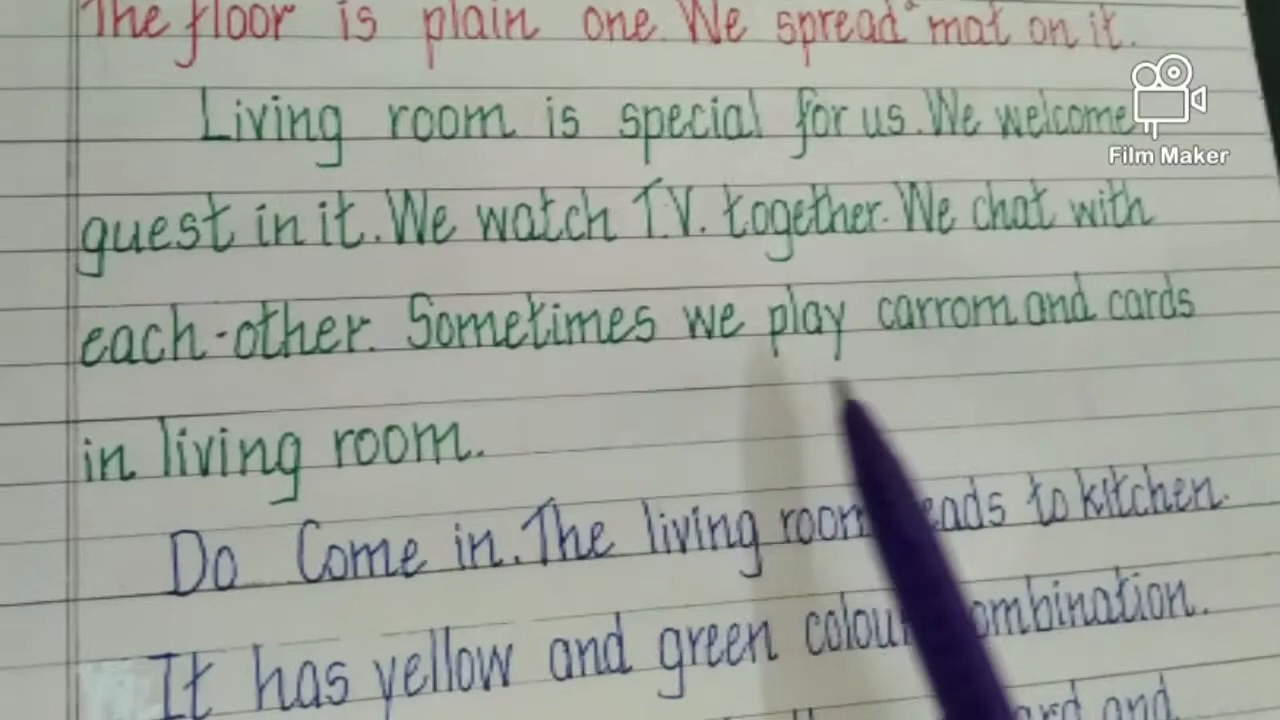 The floor is plain one. We spread a mat on it.
Living room is special for us. We welcome
Film Maker
guest in it. We watch T.V. together. We chat with
each-other. Sometimes we play carrom and cards
in living room.
Do Come in. The living room leads to kitchen.
It has yellow and green colour combination.
and